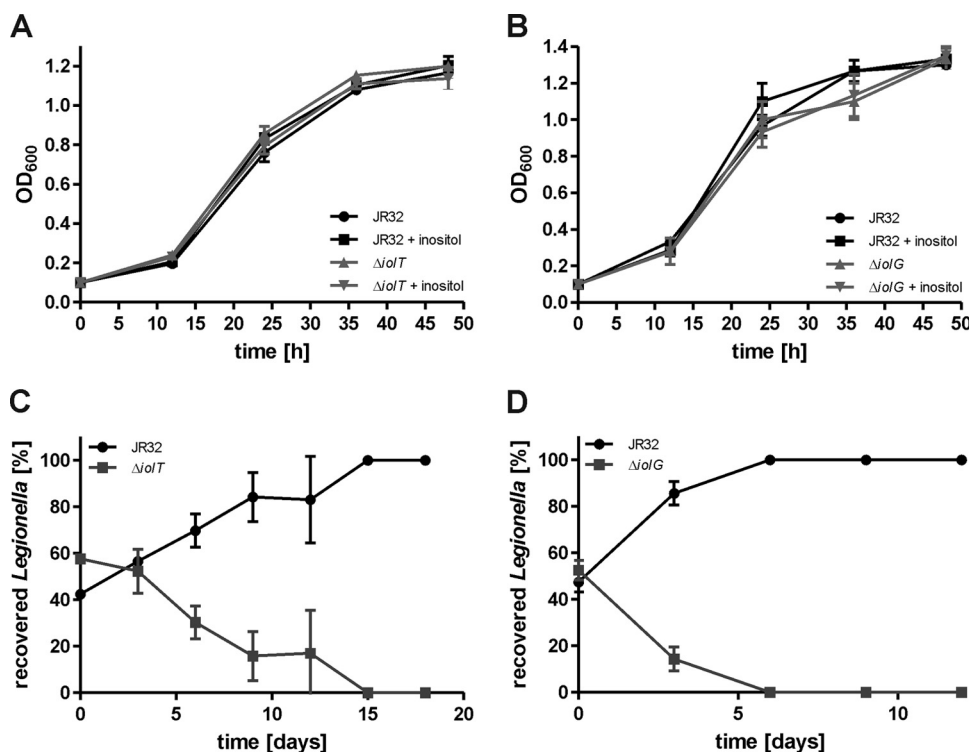 A
OD600
1.2
1.0
0.8
0.6
0.4
0.2
0.0
JR32
JR32 + inositol
ΔiolT
ΔiolT + inositol
0 5 10 15 20 25 30 35 40 45 50
time [h]
B
OD600
1.4
1.2
1.0
0.8
0.6
0.4
0.2
0.0
JR32
JR32 + inositol
ΔiolG
ΔiolG + inositol
0 5 10 15 20 25 30 35 40 45 50
time [h]
C
recovered Legionella [%]
JR32
ΔiolT
100
80
60
40
20
0
0 5 10 15 20
time [days]
D
recovered Legionella [%]
JR32
ΔiolG
100
80
60
40
20
0
0 5 10
time [days]